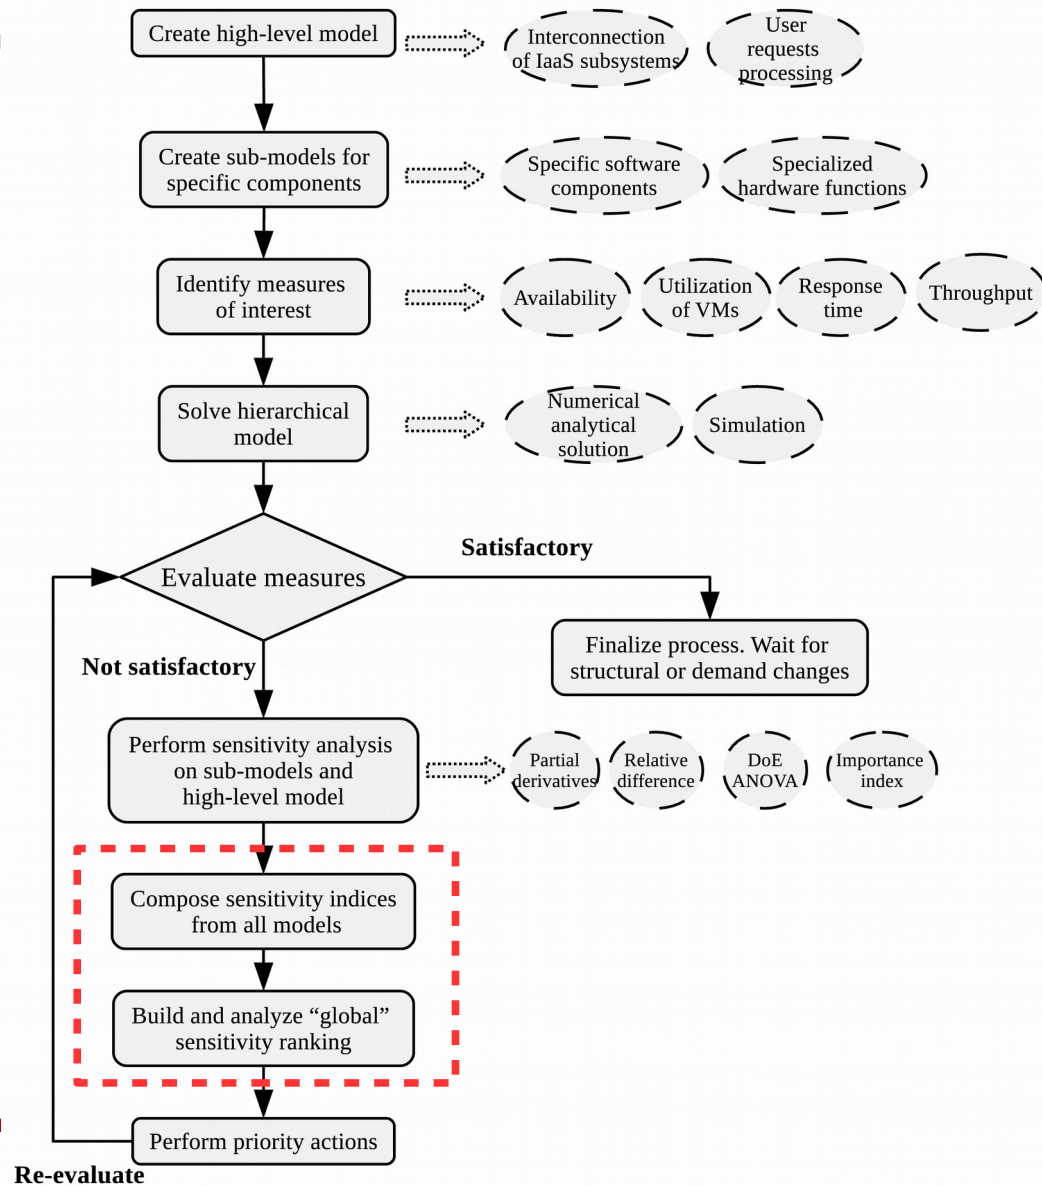 Create high-level model
Interconnection
of IaaS subsystems
User
requests
processing
Create sub-models for
specific components
Specific software
components
Specialized
hardware functions
Identify measures
of interest
Availability
Utilization
of VMs
Response
time
Throughput
Solve hierarchical
model
Numerical
analytical
solution
Simulation
Evaluate measures
Satisfactory
Finalize process. Wait for
structural or demand changes
Not satisfactory
Perform sensitivity analysis
on sub-models and
high-level model
Partial
derivatives
Relative
difference
DoE
ANOVA
Importance
index
Compose sensitivity indices
from all models
Build and analyze “global”
sensitivity ranking
Perform priority actions
Re-evaluate